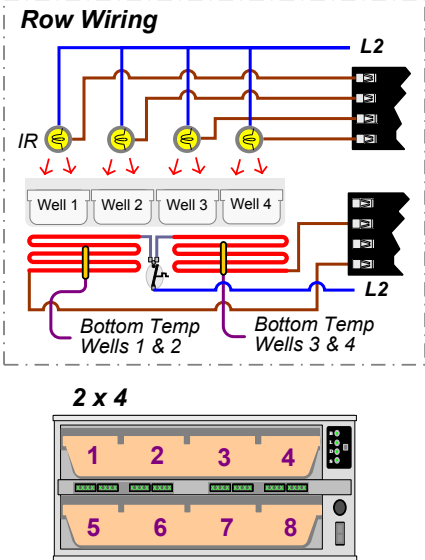 Row Wiring
L2
IR
Well 1 Well 2 Well 3 Well 4
L2
Bottom Temp
Wells 1 & 2
Bottom Temp
Wells 3 & 4
2 x 4
1 2 3 4
5 6 7 8